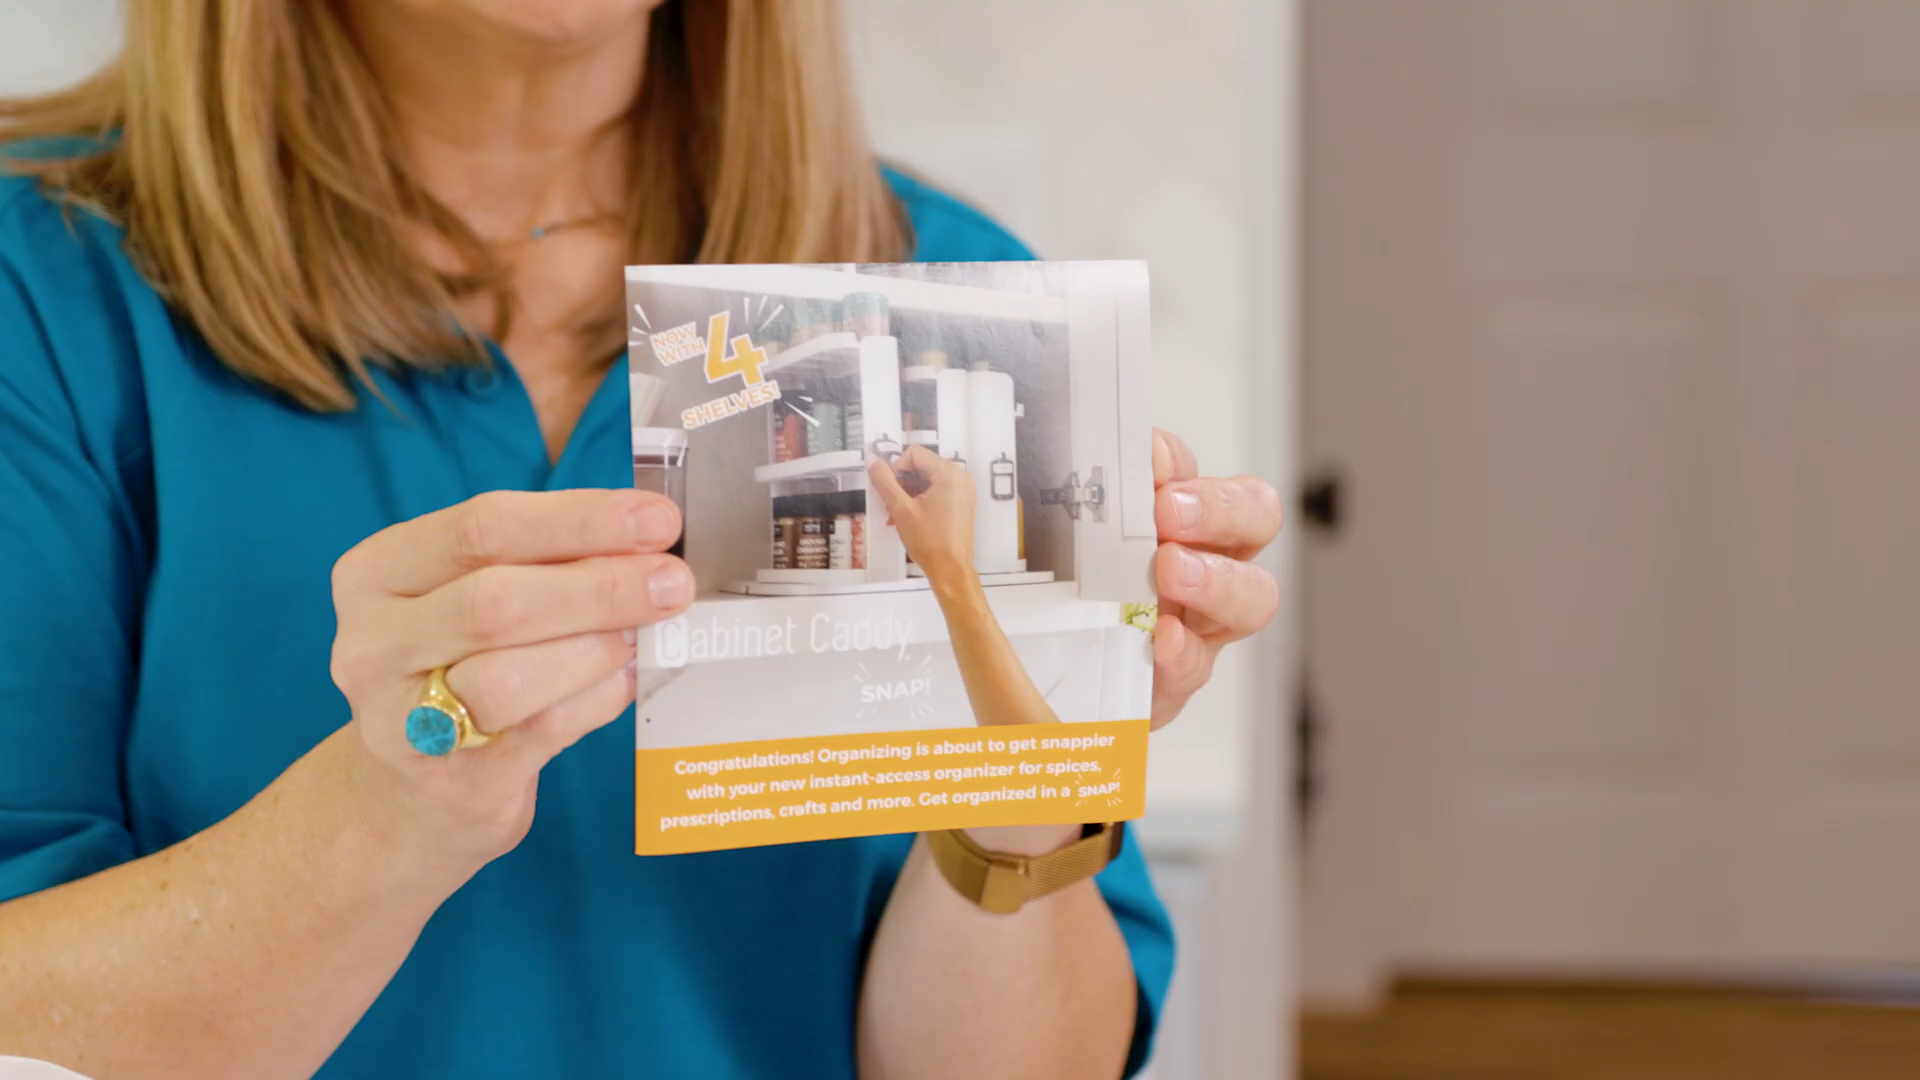 NOW
WITH 4
SHELVES!
Cabinet Caddy
SNAP!
Congratulations! Organizing is about to get snappier
with your new instant-access organizer for spices,
prescriptions, crafts and more. Get organized in a SNAP!